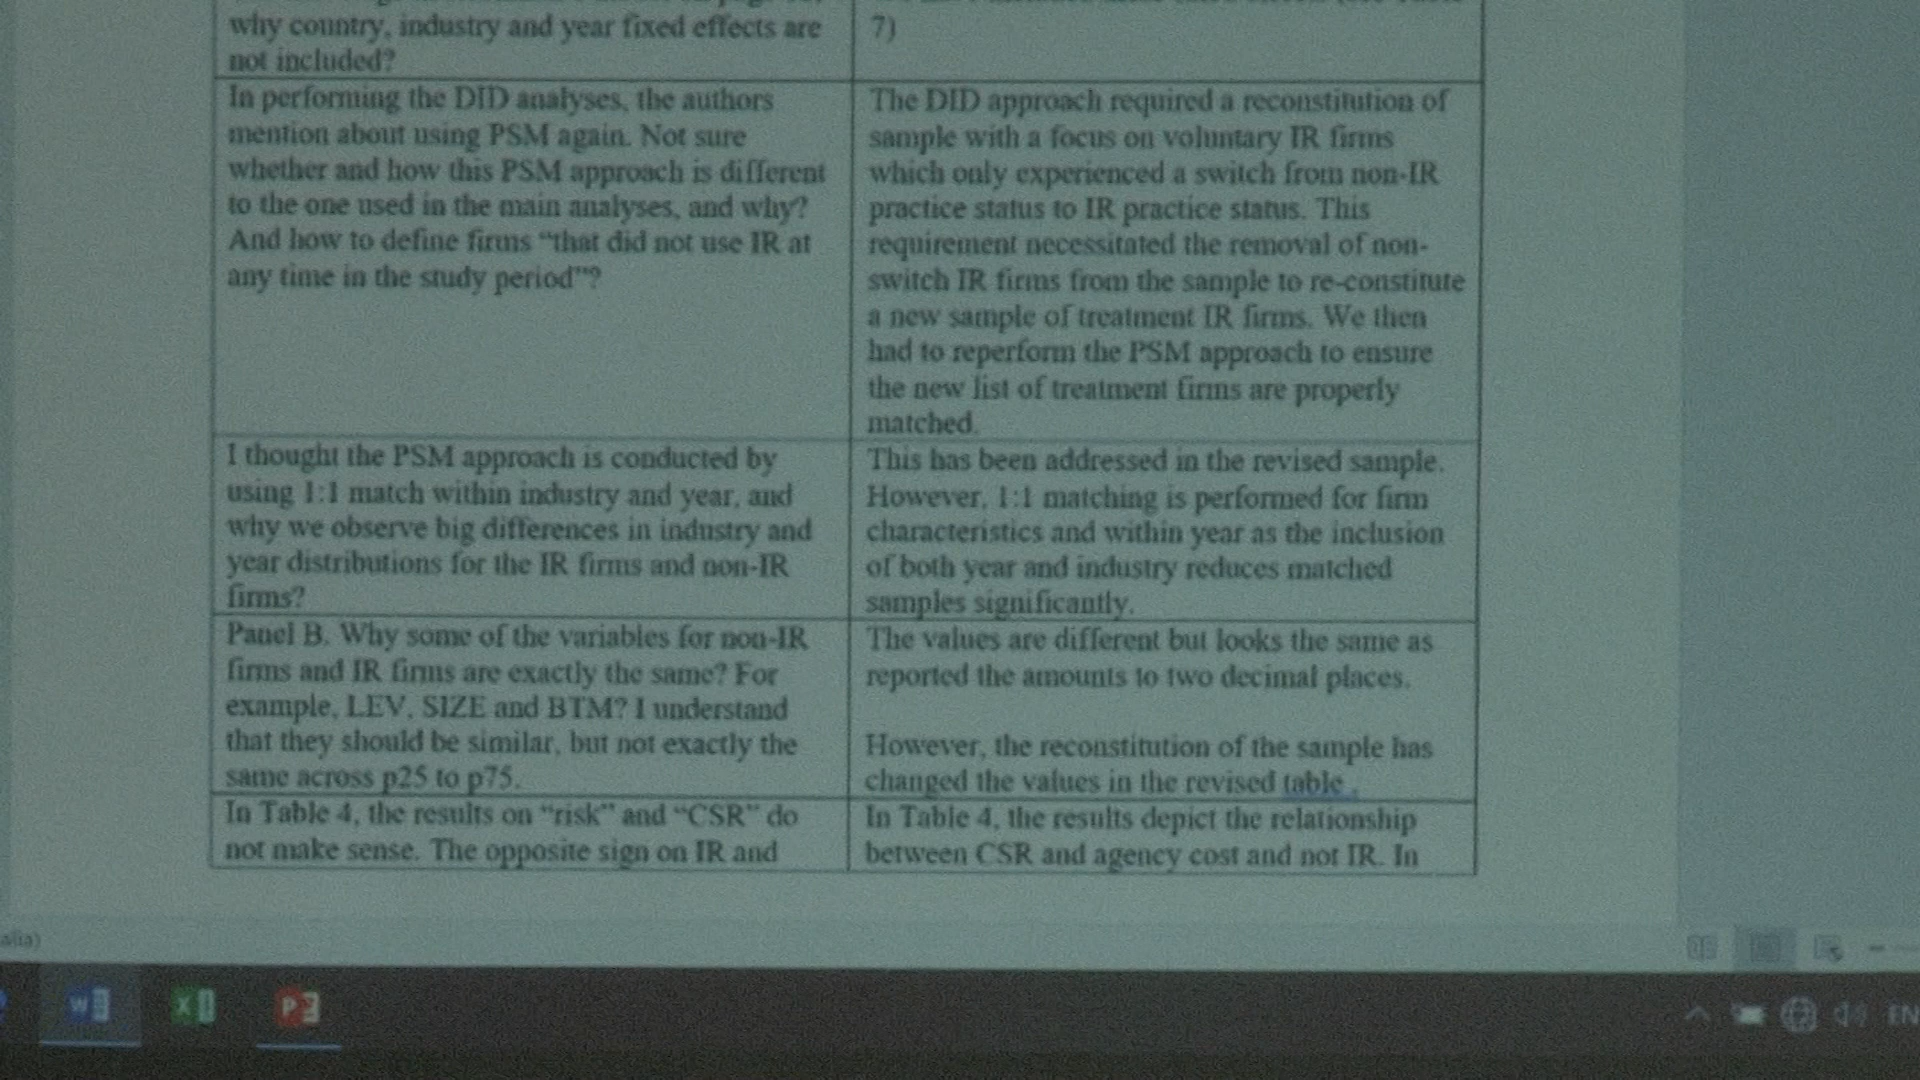 why country, industry and year fixed effects are
not included?
7)
In performing the DID analyses, the authors
mention about using PSM again. Not sure
whether and how this PSM approach is different
to the one used in the main analyses, and why?
And how to define firms “that did not use IR at
any time in the study period”?
The DID approach required a reconstitution of
sample with a focus on voluntary IR firms
which only experienced a switch from non-IR
practice status to IR practice status. This
requirement necessitated the removal of non-
switch IR firms from the sample to re-constitute
a new sample of treatment IR firms. We then
had to reperform the PSM approach to ensure
the new list of treatment firms are properly
matched.
I thought the PSM approach is conducted by
using 1:1 match within industry and year, and
why we observe big differences in industry and
year distributions for the IR firms and non-IR
firms?
This has been addressed in the revised sample.
However, 1:1 matching is performed for firm
characteristics and within year as the inclusion
of both year and industry reduces matched
samples significantly.
Panel B. Why some of the variables for non-IR
firms and IR firms are exactly the same? For
example, LEV, SIZE and BTM? I understand
that they should be similar, but not exactly the
same across p25 to p75.
The values are different but looks the same as
reported the amounts to two decimal places.
However, the reconstitution of the sample has
changed the values in the revised table .
In Table 4, the results on “risk” and “CSR” do
not make sense. The opposite sign on IR and
In Table 4, the results depict the relationship
between CSR and agency cost and not IR. In
alia)
EN